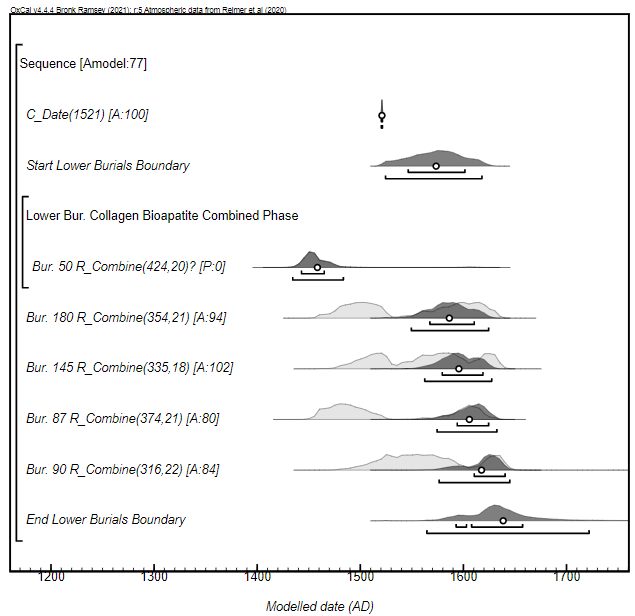 OxCal v4.4.4 Bronk Ramsey (2021); r:5 Atmospheric data from Reimer et al (2020)
Sequence [Amodel:77]
C_Date(1521) [A:100]
Start Lower Burials Boundary
Lower Bur. Collagen Bioapatite Combined Phase
Bur. 50 R_Combine(424,20)? [P:0]
Bur. 180 R_Combine(354,21) [A:94]
Bur. 145 R_Combine(335,18) [A:102]
Bur. 87 R_Combine(374,21) [A:80]
Bur. 90 R_Combine(316,22) [A:84]
End Lower Burials Boundary
1200 1300 1400 1500 1600 1700
Modelled date (AD)